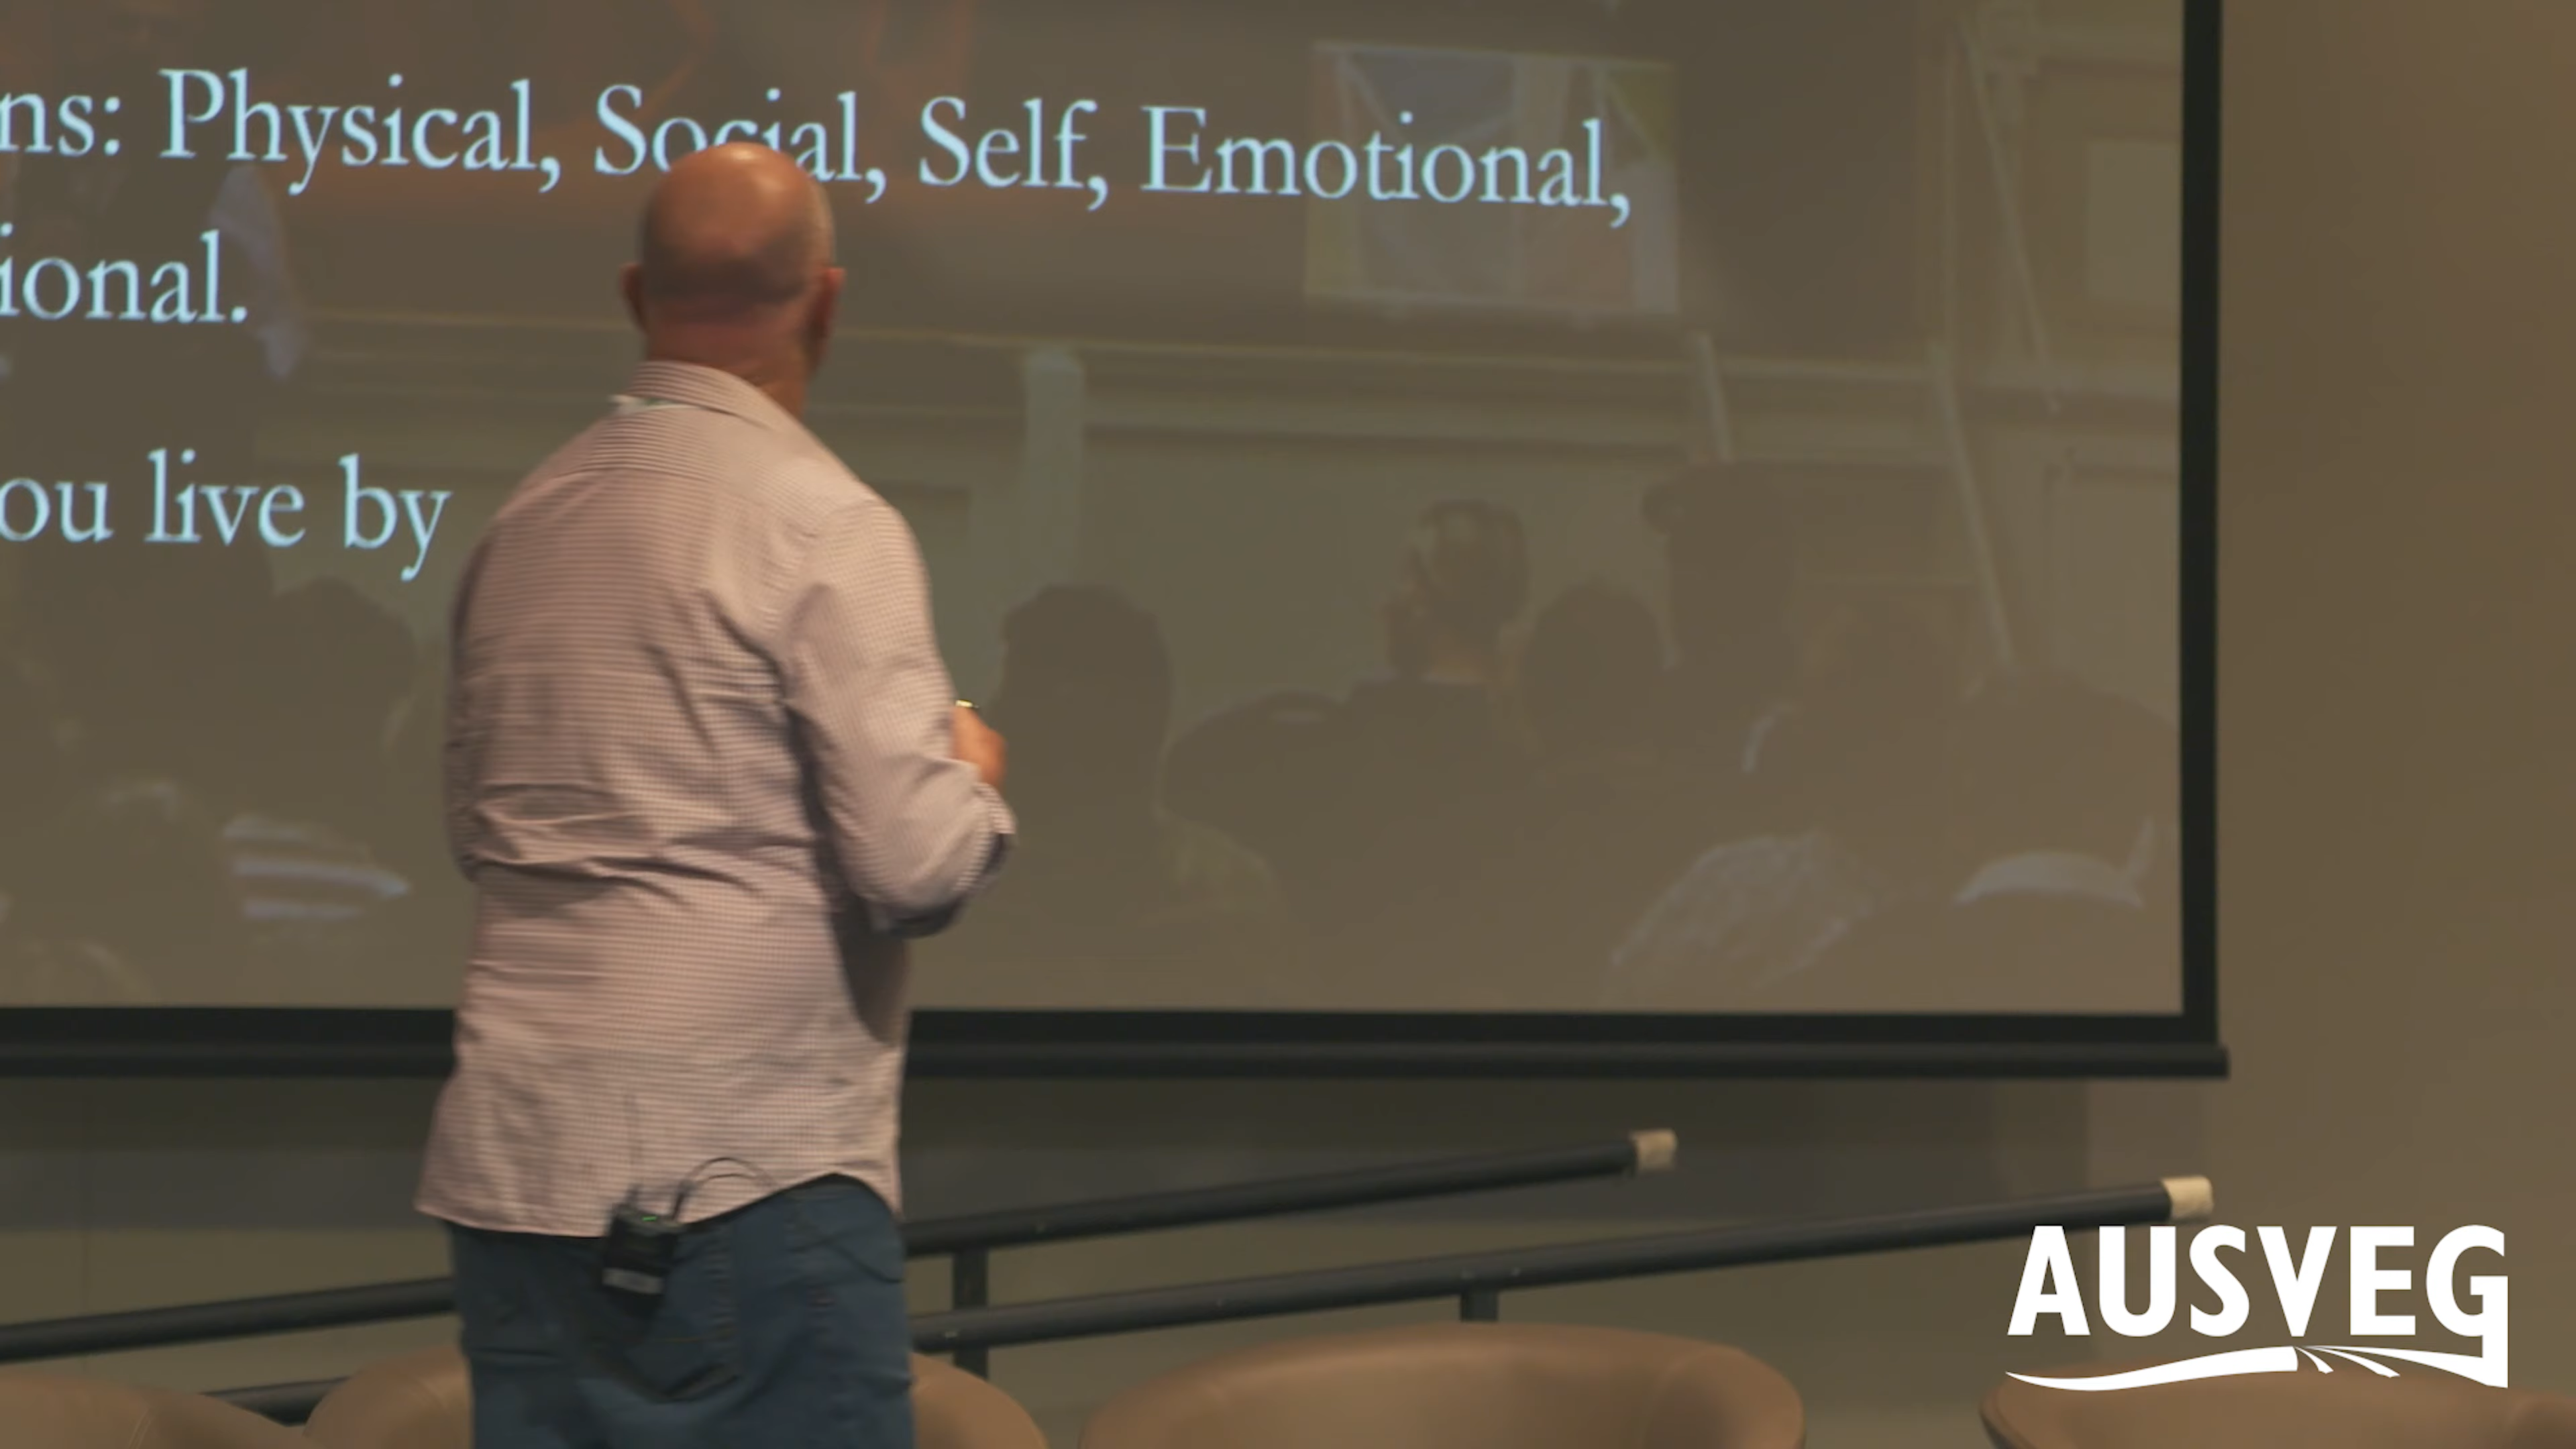 ns: Physical, Social, Self, Emotional,
ional.
ou live by
AUSVEG